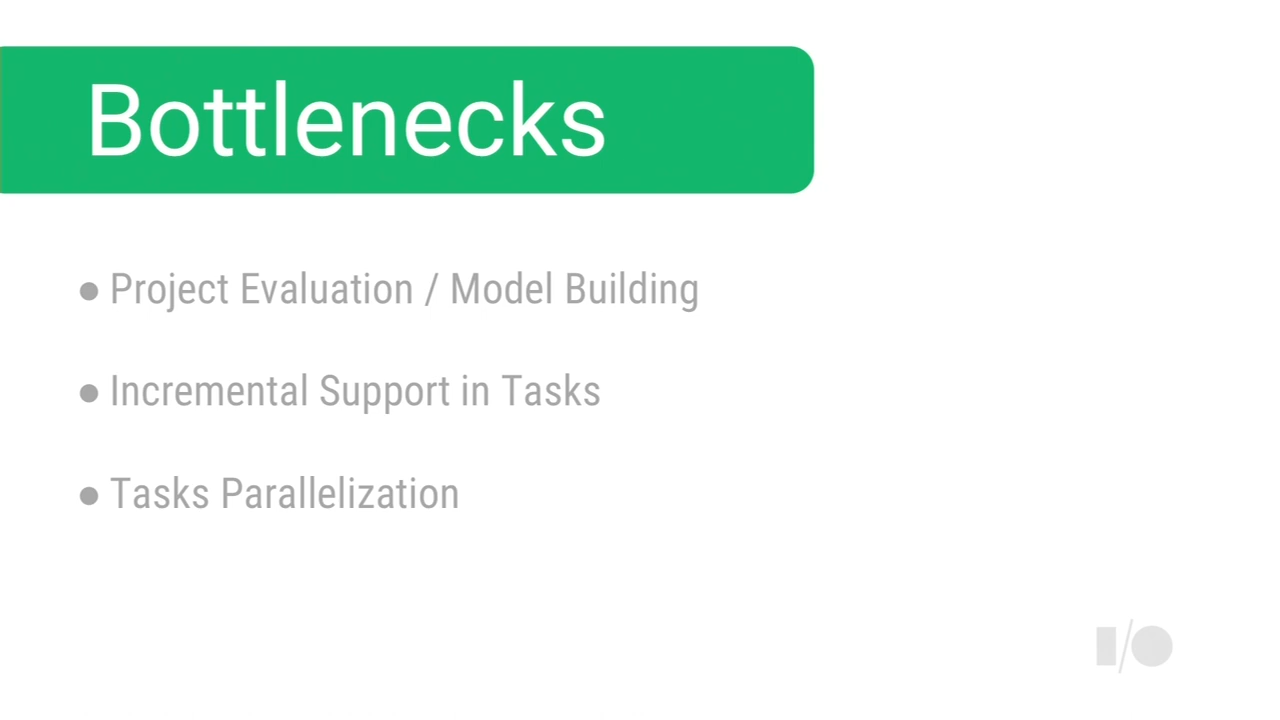 Bottlenecks
● Project Evaluation / Model Building
● Incremental Support in Tasks
● Tasks Parallelization
I/O